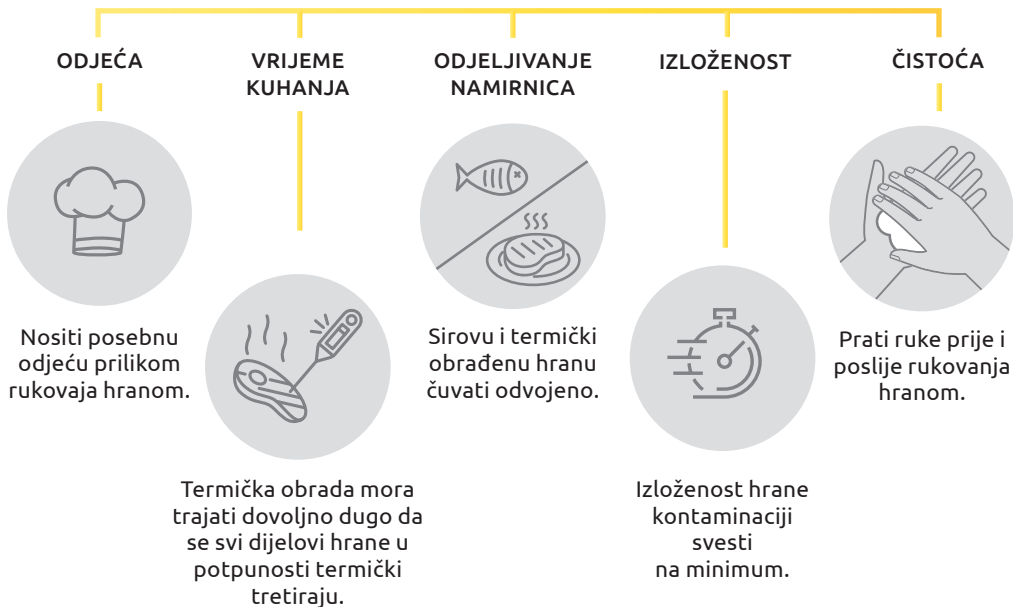 ODJEĆA
Nositi posebnu
odjeću prilikom
rukovaja hranom.
VRIJEME
KUHANJA
Termička obrada mora
trajati dovoljno dugo da
se svi dijelovi hrane u
potpunosti termički
tretiraju.
ODJELJIVANJE
NAMIRNICA
Sirovu i termički
obrađenu hranu
čuvati odvojeno.
IZLOŽENOST
Izloženost hrane
kontaminaciji
svesti
na minimum.
ČISTOĆA
Prati ruke prije i
poslije rukovanja
hranom.